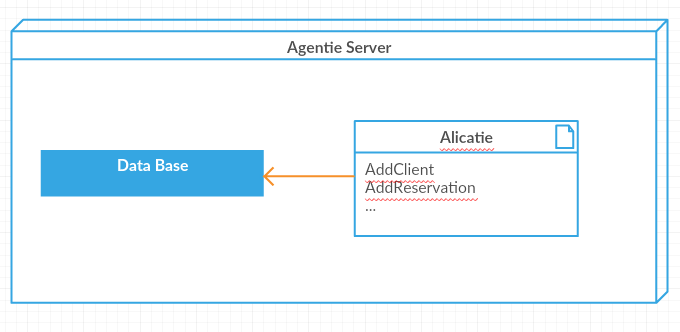 Agentie Server
Data Base
Alicatie
AddClient
AddReservation
...